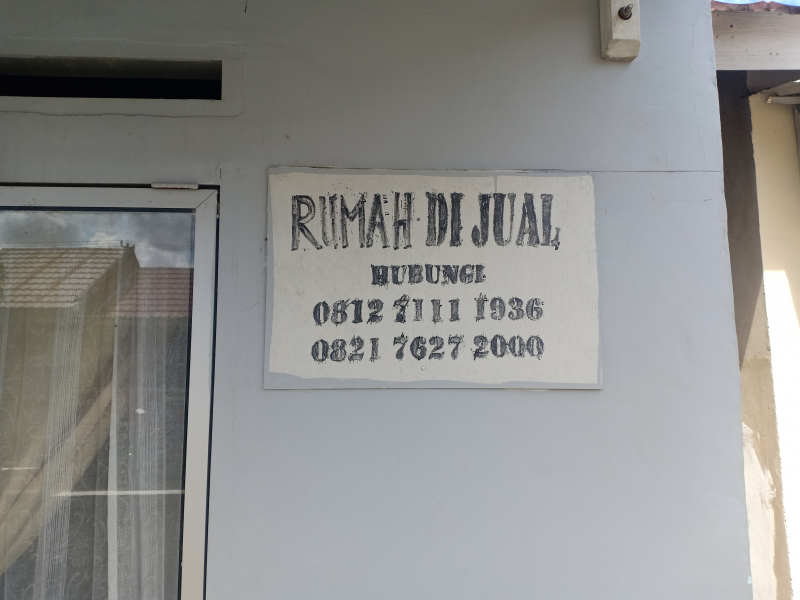 RUMAH DI JUAL
HUBUNGI
0812 7111 1936
0821 7627 2000